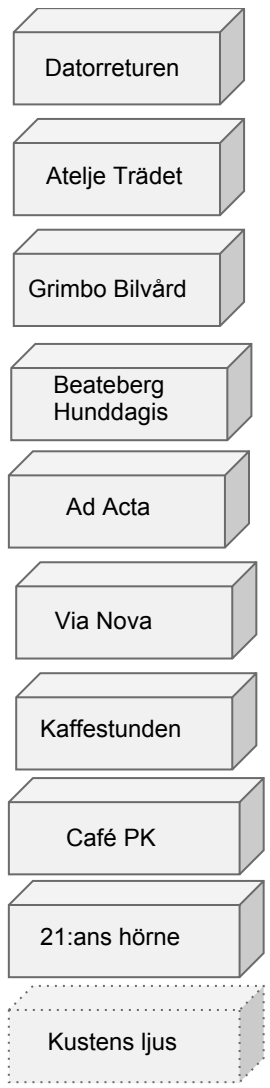 Datorreturen
Atelje Trädet
Grimbo Bilvård
Beateberg
Hunddagis
Ad Acta
Via Nova
Kaffestunden
Café PK
21:ans hörne
Kustens ljus